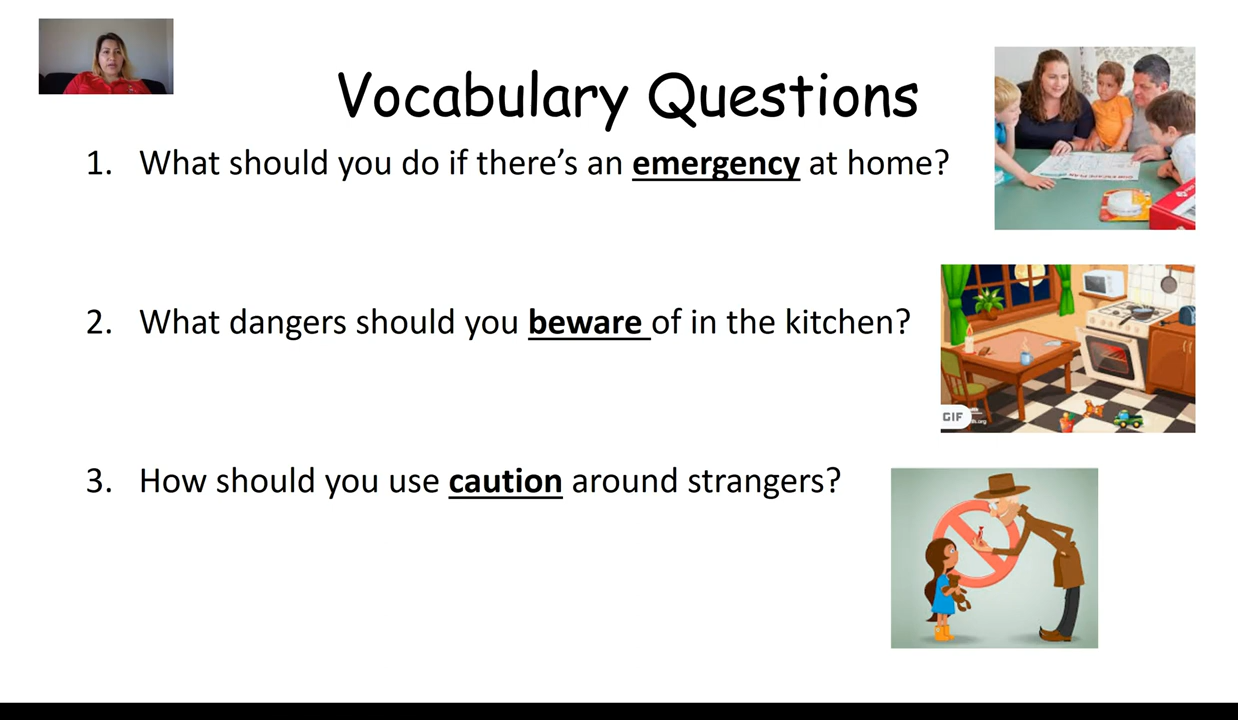 Vocabulary Questions
1. What should you do if there's an emergency at home?
2. What dangers should you beware of in the kitchen?
GIF
3. How should you use caution around strangers?